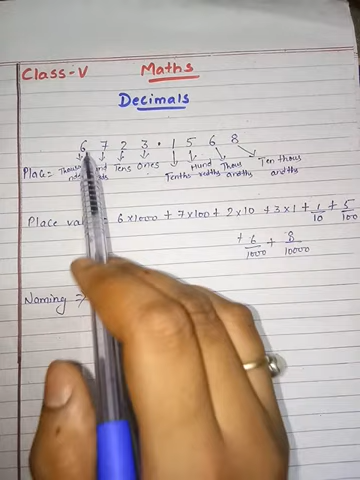 Class-V Maths
Decimals
6 7 2 3 . 1 5 6 8
Place= Tens Ones Tenths Hund redths Thous andths Ten thous andths
Place = 6×1000 + 7×100 + 2×10 + 3×1 + 1/10 + 5/100
+ 6/1000 + 8/10000
Naming ⇒